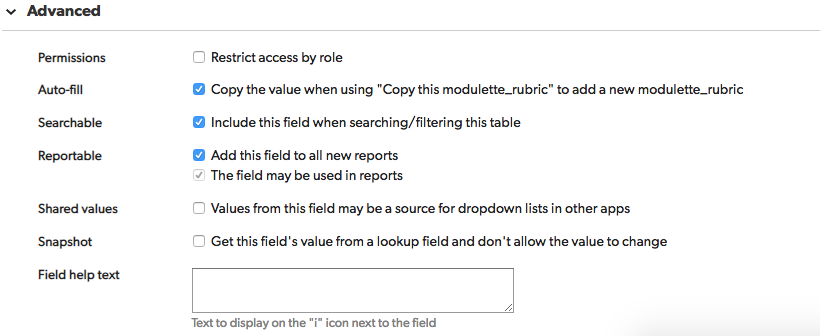 Advanced
Permissions Restrict access by role
Auto-fill Copy the value when using "Copy this modulette_rubric" to add a new modulette_rubric
Searchable Include this field when searching/filtering this table
Reportable Add this field to all new reports
The field may be used in reports
Shared values Values from this field may be a source for dropdown lists in other apps
Snapshot Get this field's value from a lookup field and don't allow the value to change
Field help text
Text to display on the "i" icon next to the field